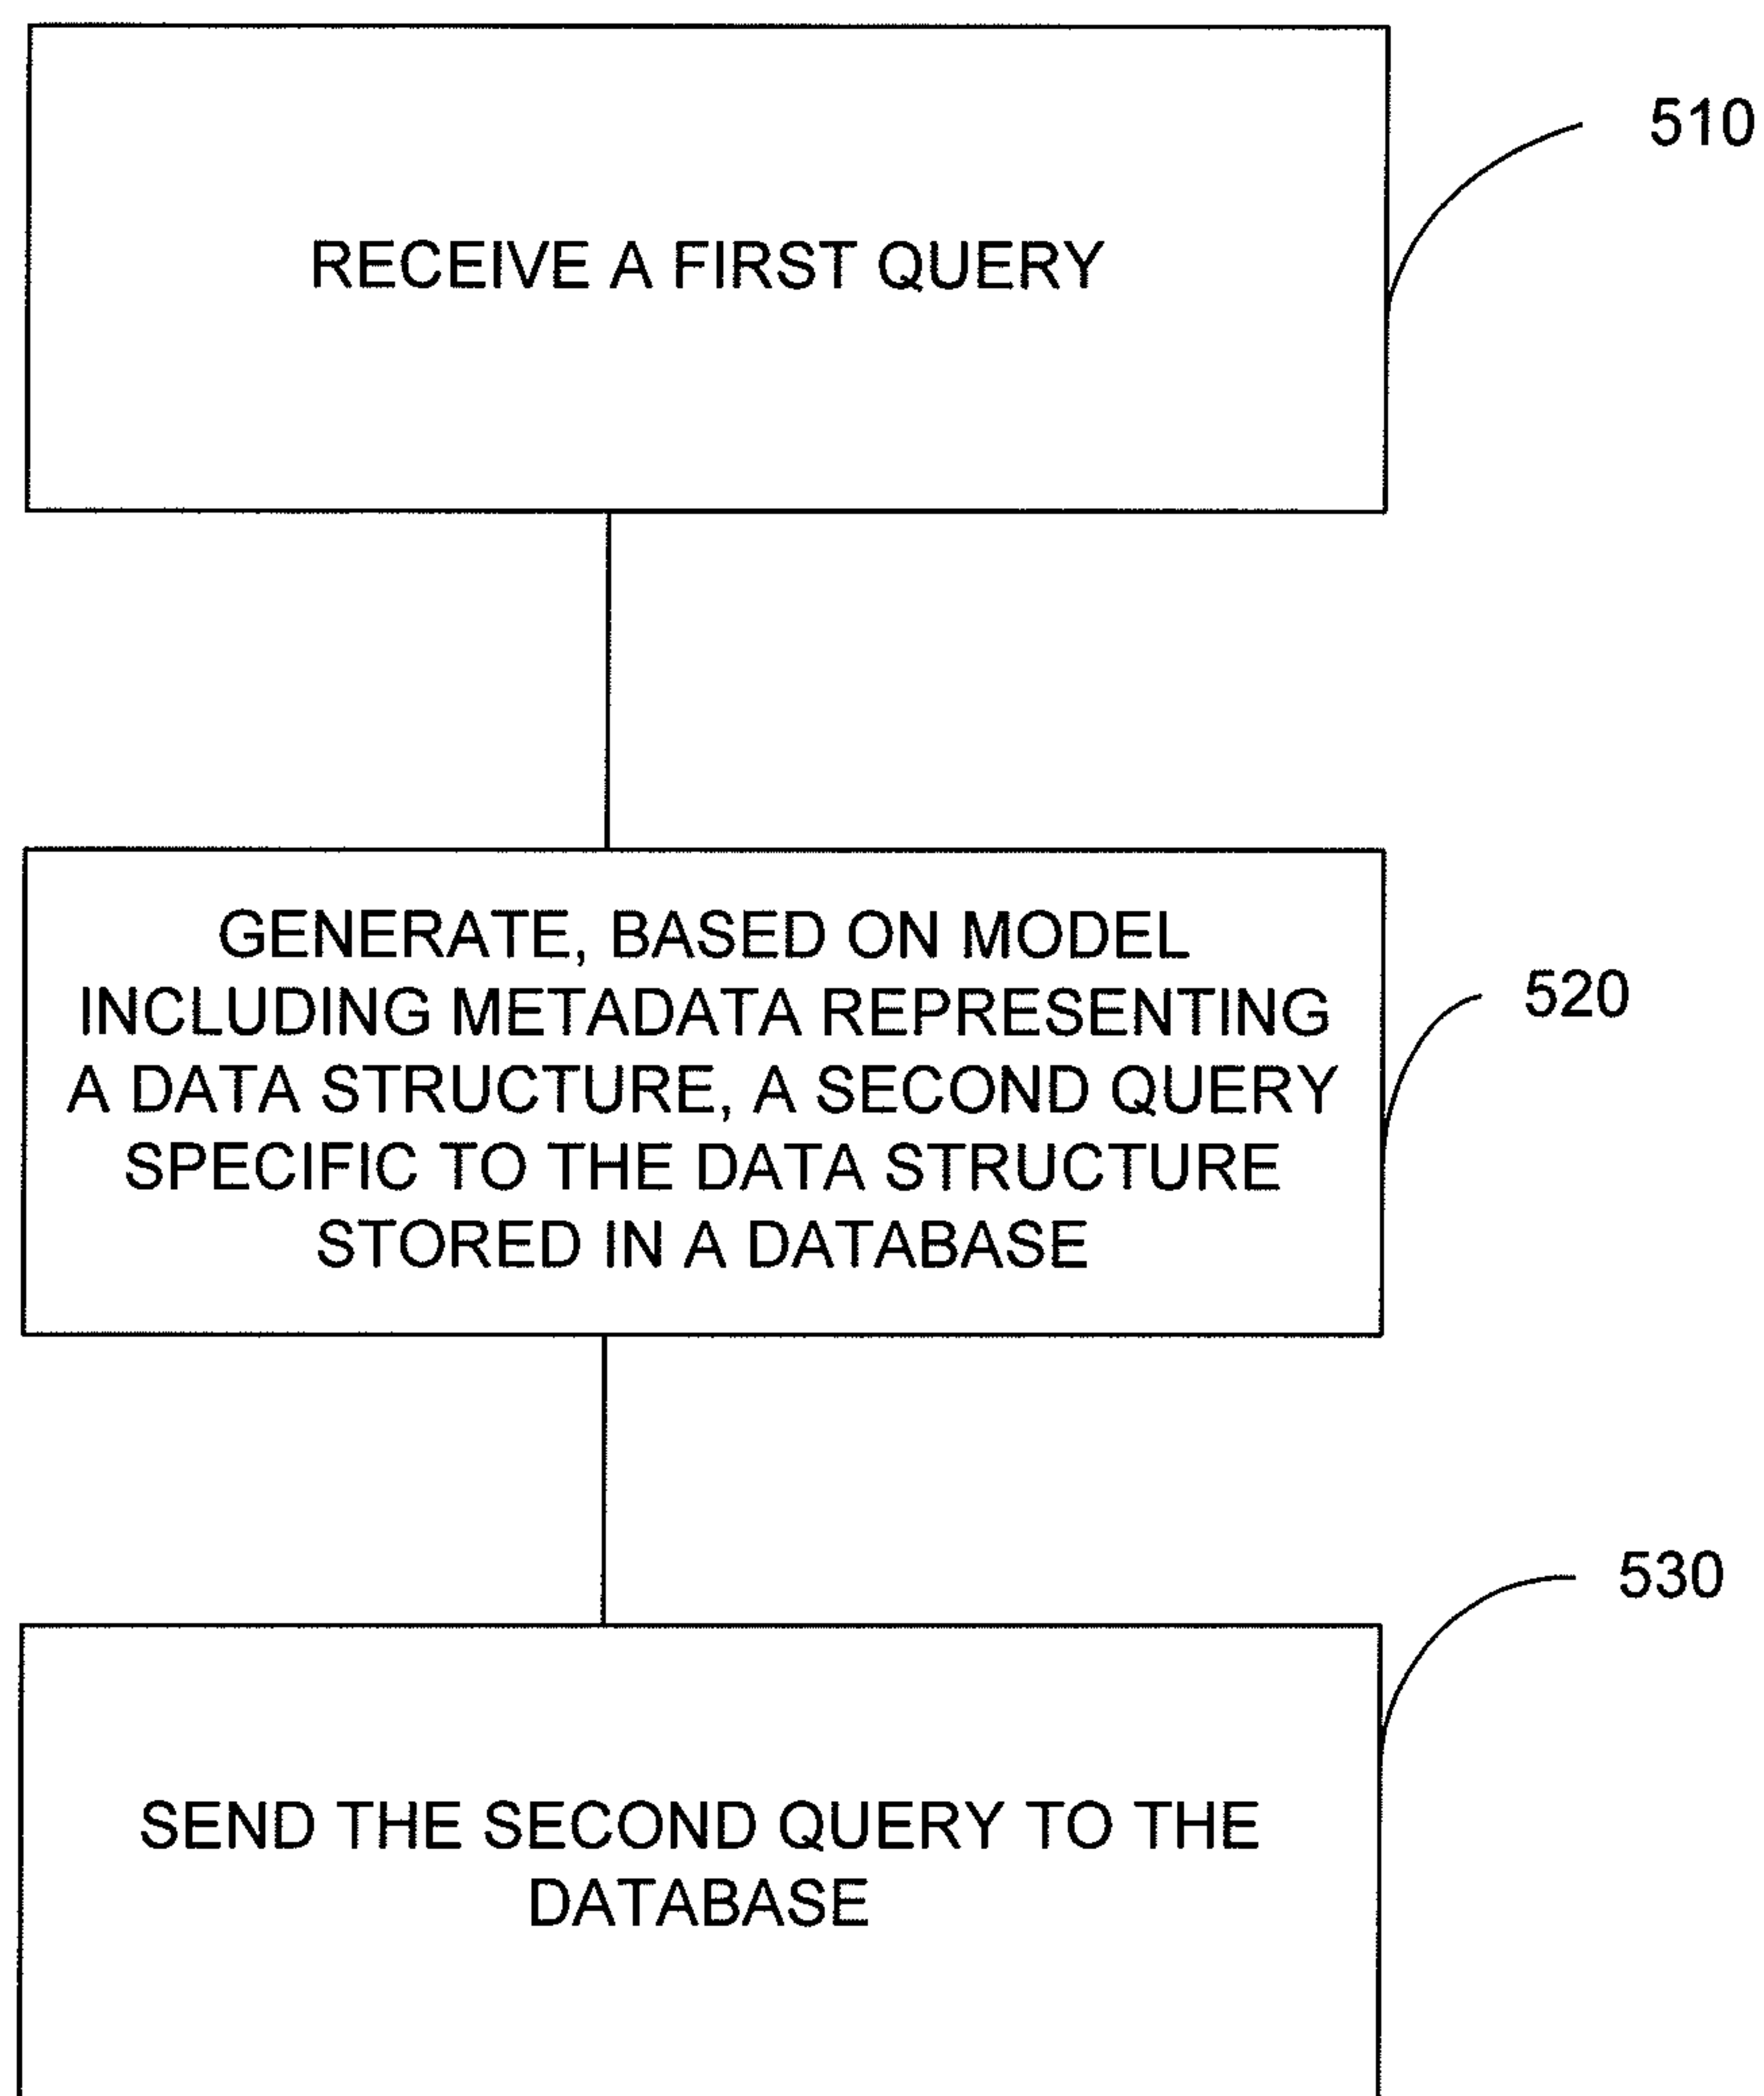 510
RECEIVE A FIRST QUERY
GENERATE, BASED ON MODEL
INCLUDING METADATA REPRESENTING
A DATA STRUCTURE, A SECOND QUERY
SPECIFIC TO THE DATA STRUCTURE
STORED IN A DATABASE
520
530
SEND THE SECOND QUERY TO THE
DATABASE